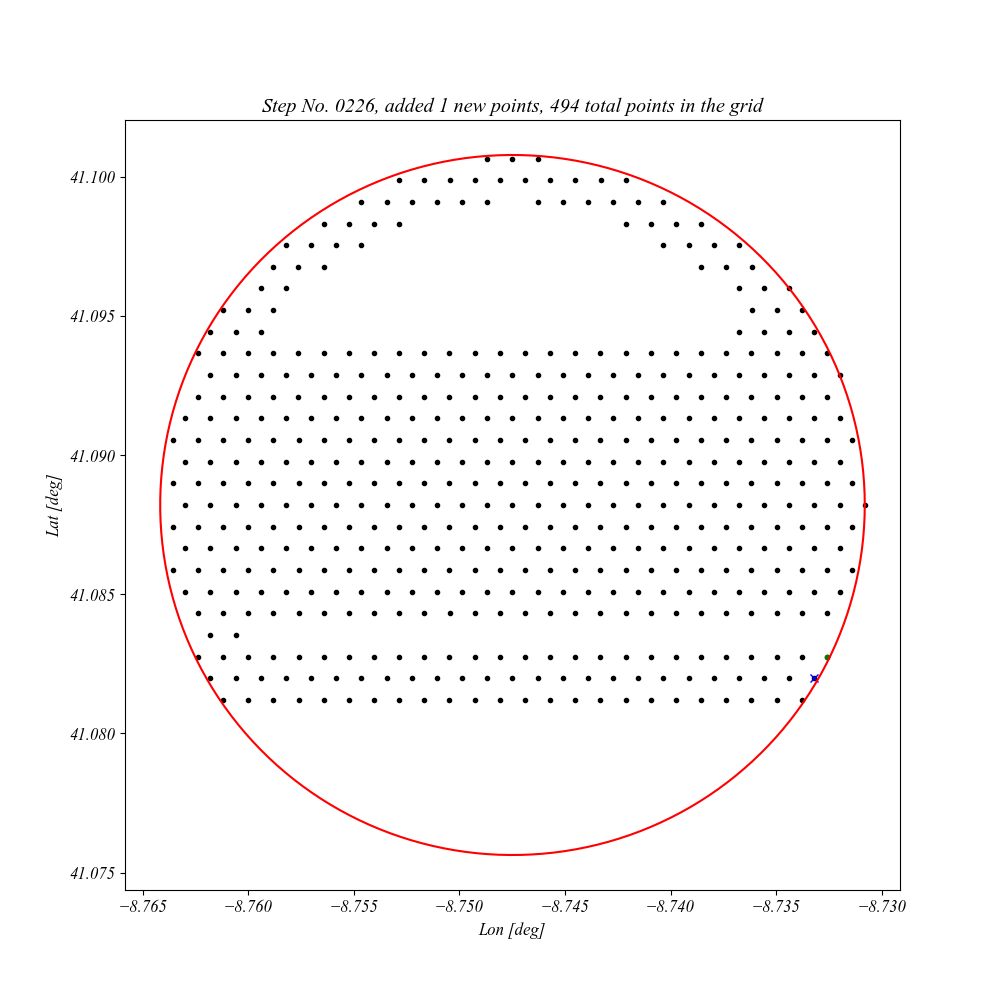 Step No. 0226, added 1 new points, 494 total points in the grid
41.100
41.095
41.090
41.085
41.080
41.075
Lat [deg]
−8.765 −8.760 −8.755 −8.750 −8.745 −8.740 −8.735 −8.730
Lon [deg]